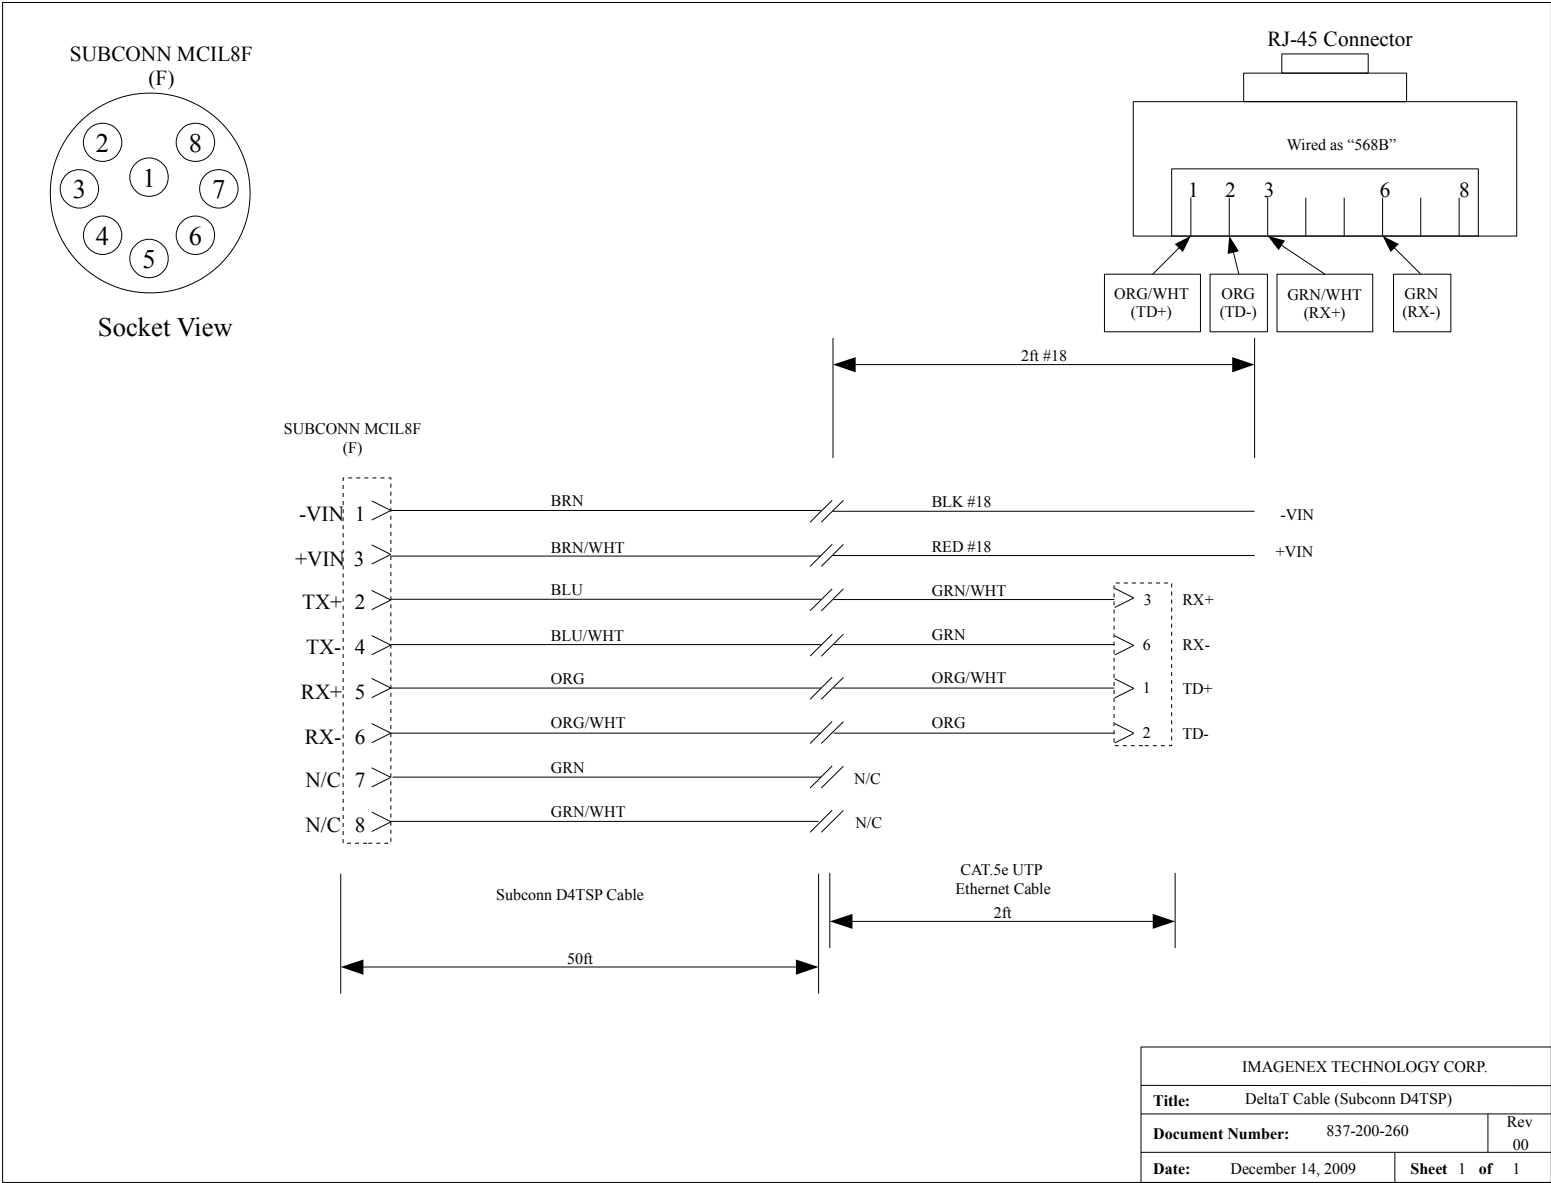 SUBCONN MCIL8F
(F)
2
8
1
3
7
4
6
5
Socket View
RJ-45 Connector
Wired as “568B”
1 2 3 6 8
ORG/WHT
(TD+)
ORG
(TD-)
GRN/WHT
(RX+)
GRN
(RX-)
2ft #18
SUBCONN MCIL8F
(F)
-VIN 1 BRN BLK #18 -VIN
+VIN 3 BRN/WHT RED #18 +VIN
TX+ 2 BLU GRN/WHT 3 RX+
TX- 4 BLU/WHT GRN 6 RX-
RX+ 5 ORG ORG/WHT 1 TD+
RX- 6 ORG/WHT ORG 2 TD-
N/C 7 GRN N/C
N/C 8 GRN/WHT N/C
Subconn D4TSP Cable
50ft
CAT.5e UTP
Ethernet Cable
2ft
IMAGENEX TECHNOLOGY CORP.
Title: DeltaT Cable (Subconn D4TSP)
Document Number: 837-200-260
Rev
00
Date: December 14, 2009
Sheet 1 of 1